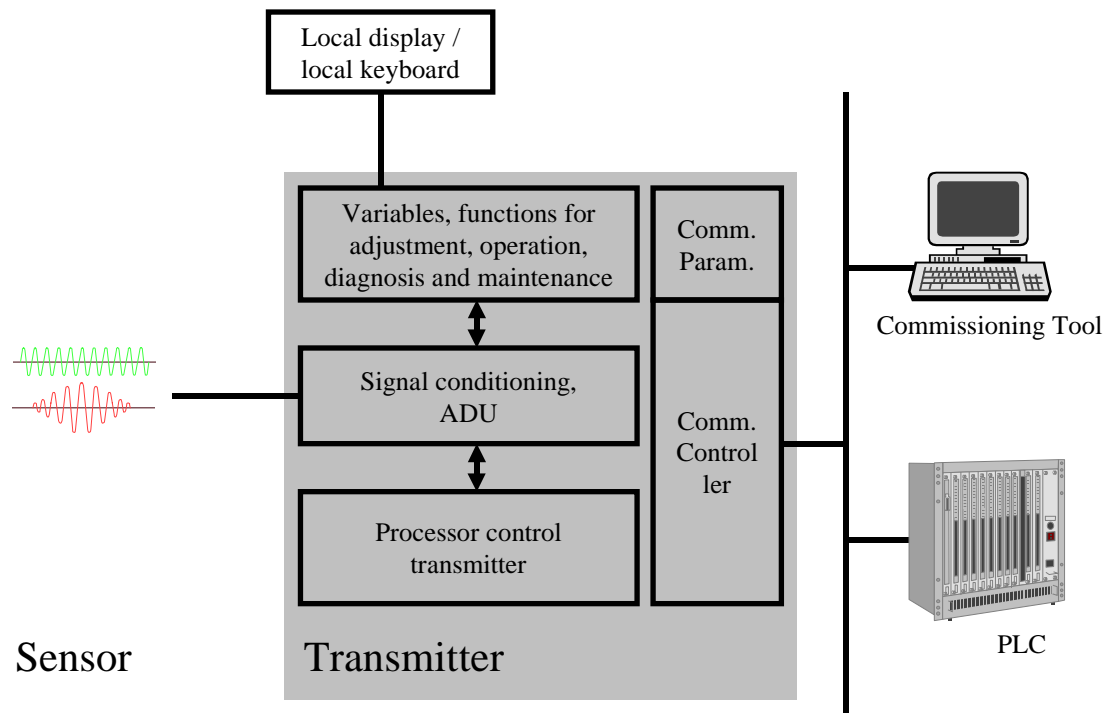 Local display /
local keyboard
Variables, functions for
adjustment, operation,
diagnosis and maintenance
Comm.
Param.
Commissioning Tool
Signal conditioning,
ADU
Comm.
Control
ler
Processor control
transmitter
PLC
Sensor
Transmitter